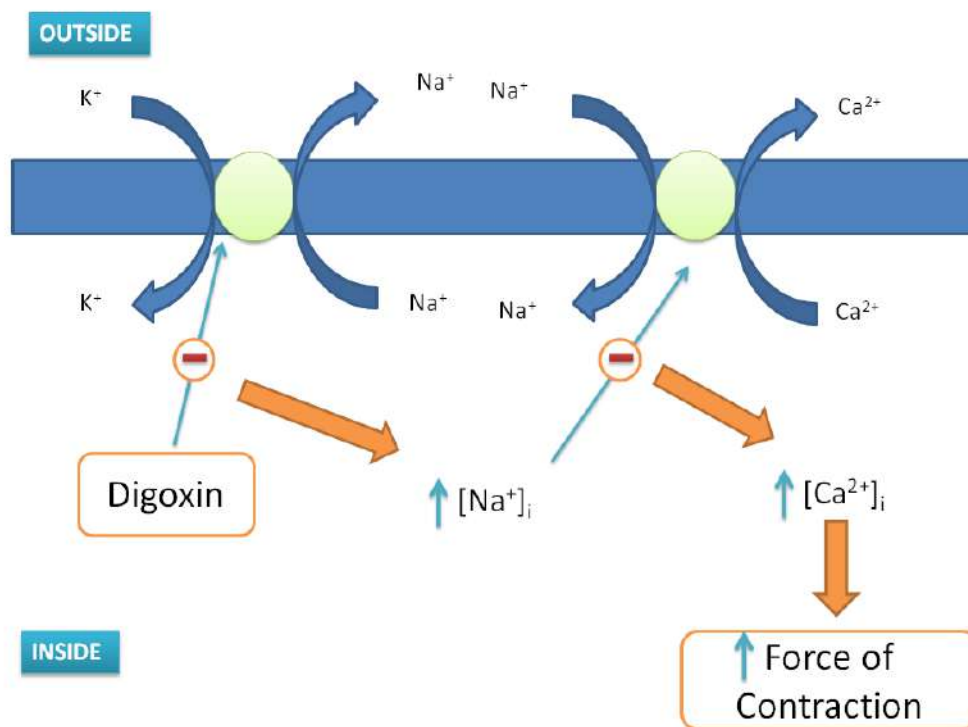 OUTSIDE
K⁺
Na⁺
Na⁺
Ca²⁺
K⁺
Na⁺
Na⁺
Ca²⁺
Digoxin
[Na⁺]ᵢ
[Ca²⁺]ᵢ
INSIDE
Force of
Contraction